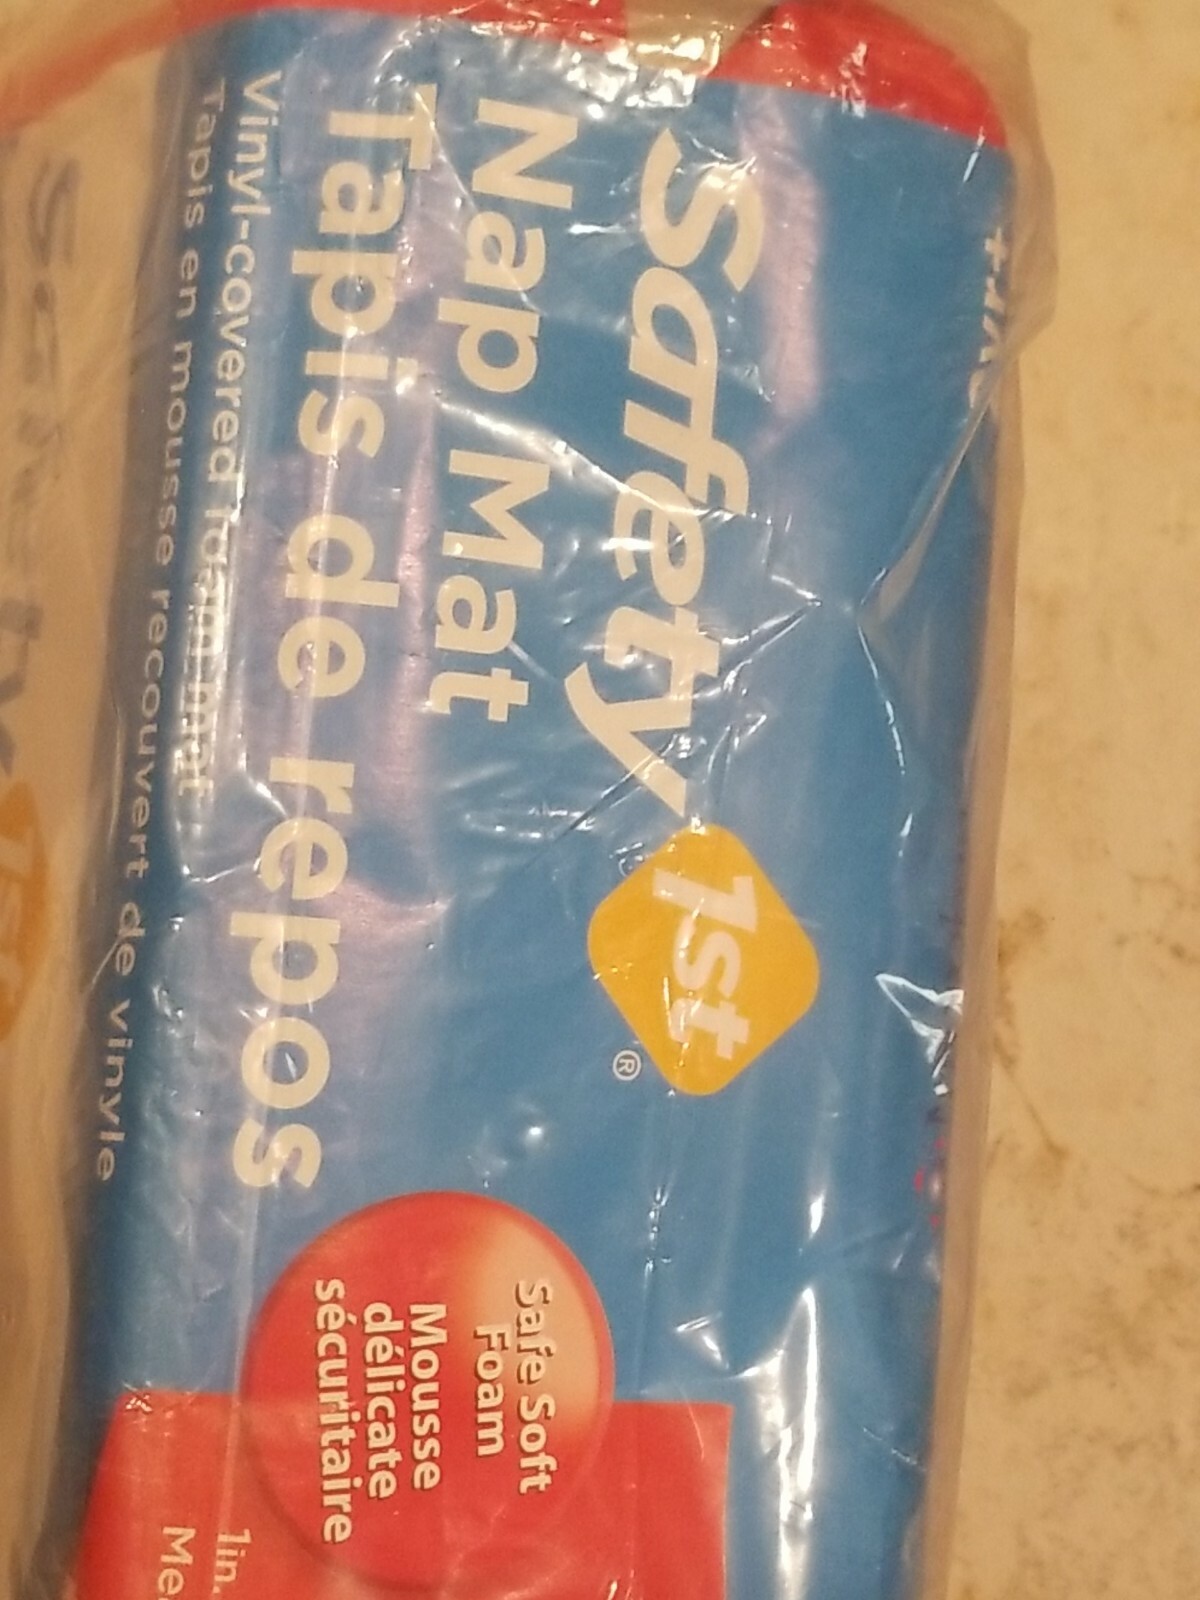 Safety 1st ®
Nap Mat
Tapis de repos
Vinyl-covered foam mat
Tapis en mousse recouvert de vinyle
Safe Soft
Foam
Mousse
délicate
sécuritaire
1in.